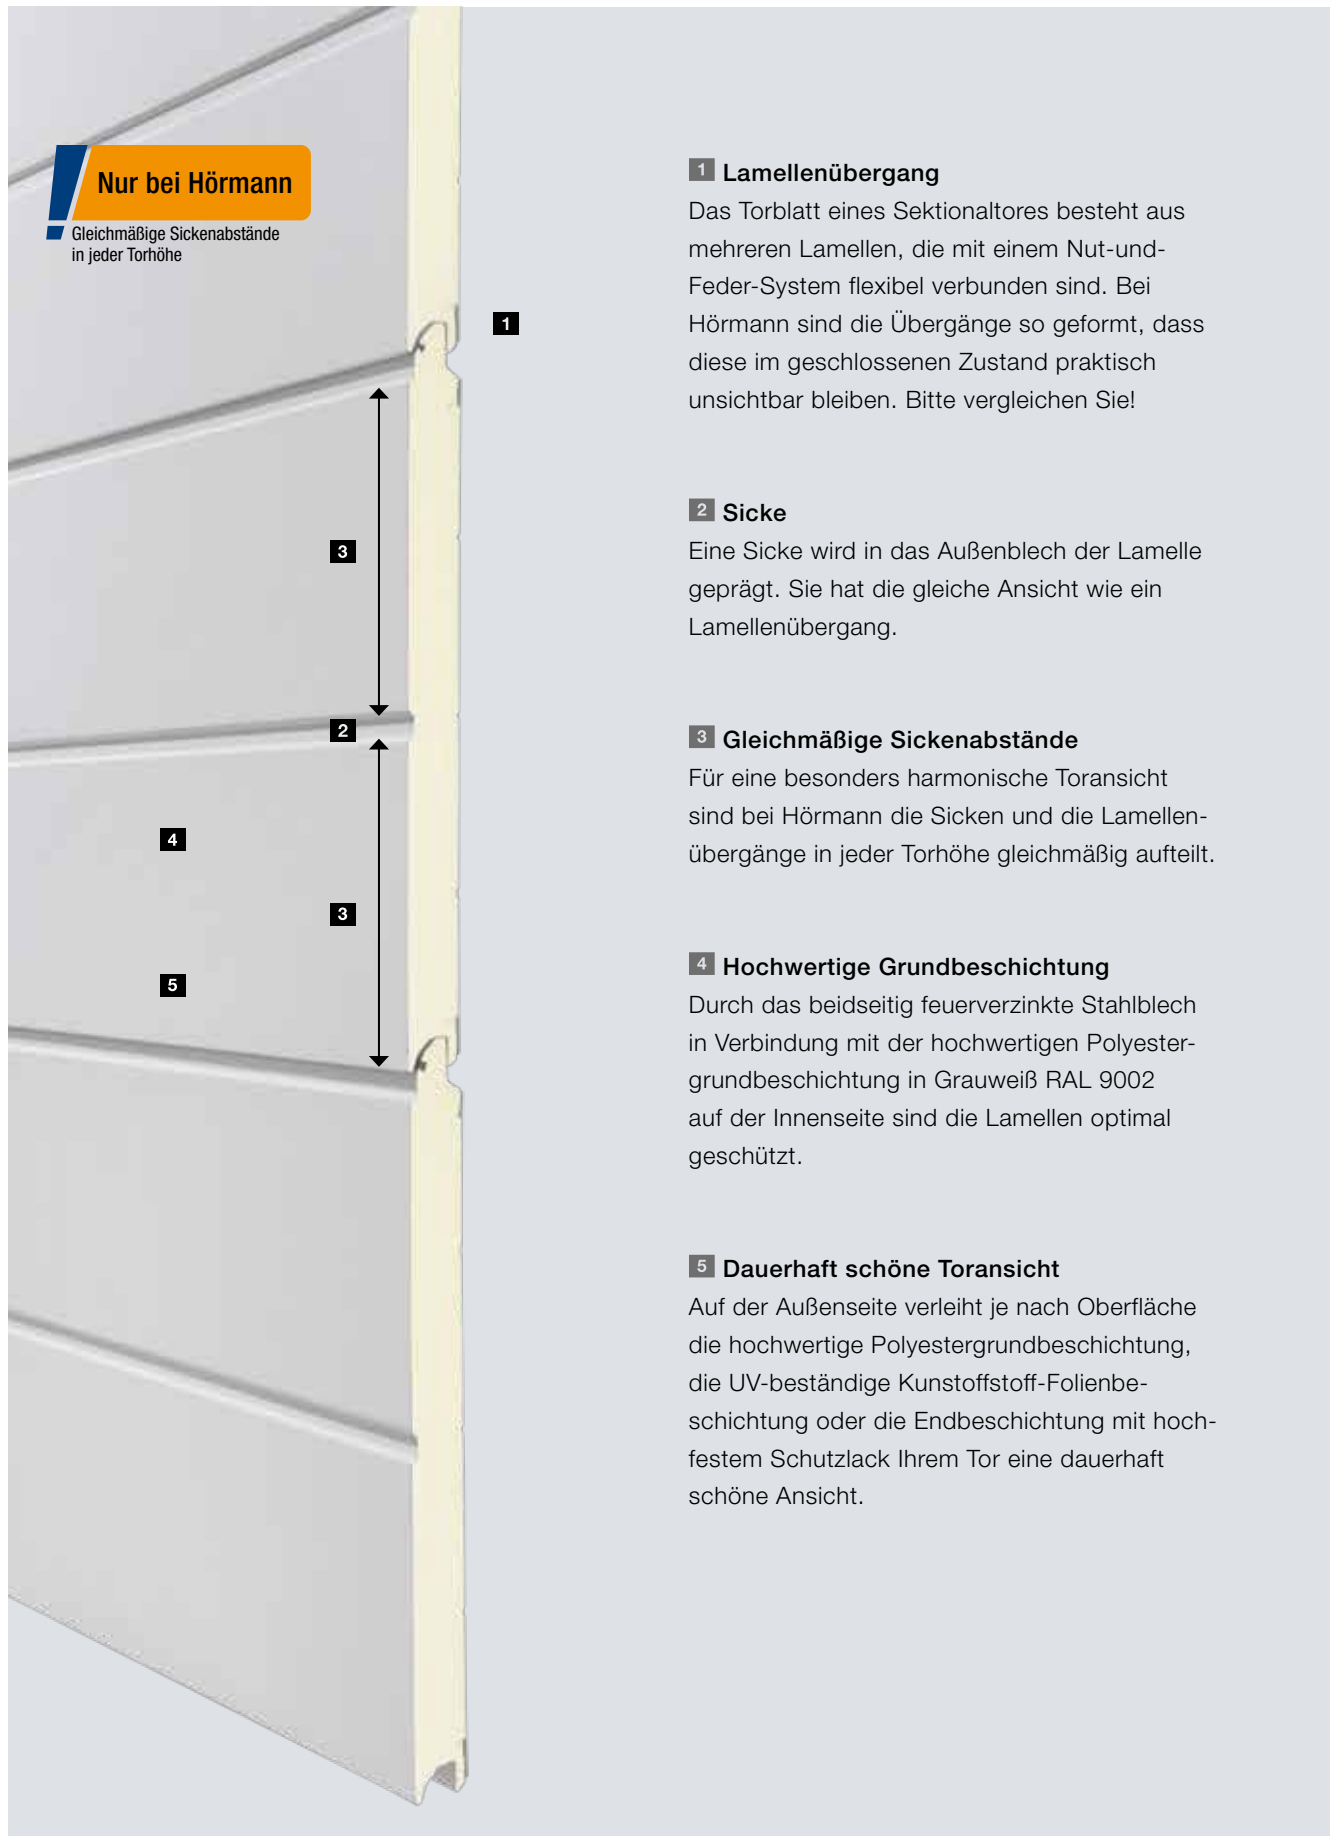 Nur bei Hörmann
Gleichmäßige Sickenabstände
in jeder Torhöhe
1
3
2
4
3
5
1 Lamellenübergang
Das Torblatt eines Sektionaltores besteht aus
mehreren Lamellen, die mit einem Nut-und-
Feder-System flexibel verbunden sind. Bei
Hörmann sind die Übergänge so geformt, dass
diese im geschlossenen Zustand praktisch
unsichtbar bleiben. Bitte vergleichen Sie!
2 Sicke
Eine Sicke wird in das Außenblech der Lamelle
geprägt. Sie hat die gleiche Ansicht wie ein
Lamellenübergang.
3 Gleichmäßige Sickenabstände
Für eine besonders harmonische Toransicht
sind bei Hörmann die Sicken und die Lamellen-
übergänge in jeder Torhöhe gleichmäßig aufteilt.
4 Hochwertige Grundbeschichtung
Durch das beidseitig feuerverzinkte Stahlblech
in Verbindung mit der hochwertigen Polyester-
grundbeschichtung in Grauweiß RAL 9002
auf der Innenseite sind die Lamellen optimal
geschützt.
5 Dauerhaft schöne Toransicht
Auf der Außenseite verleiht je nach Oberfläche
die hochwertige Polyestergrundbeschichtung,
die UV-beständige Kunstoffstoff-Folienbe-
schichtung oder die Endbeschichtung mit hoch-
festem Schutzlack Ihrem Tor eine dauerhaft
schöne Ansicht.